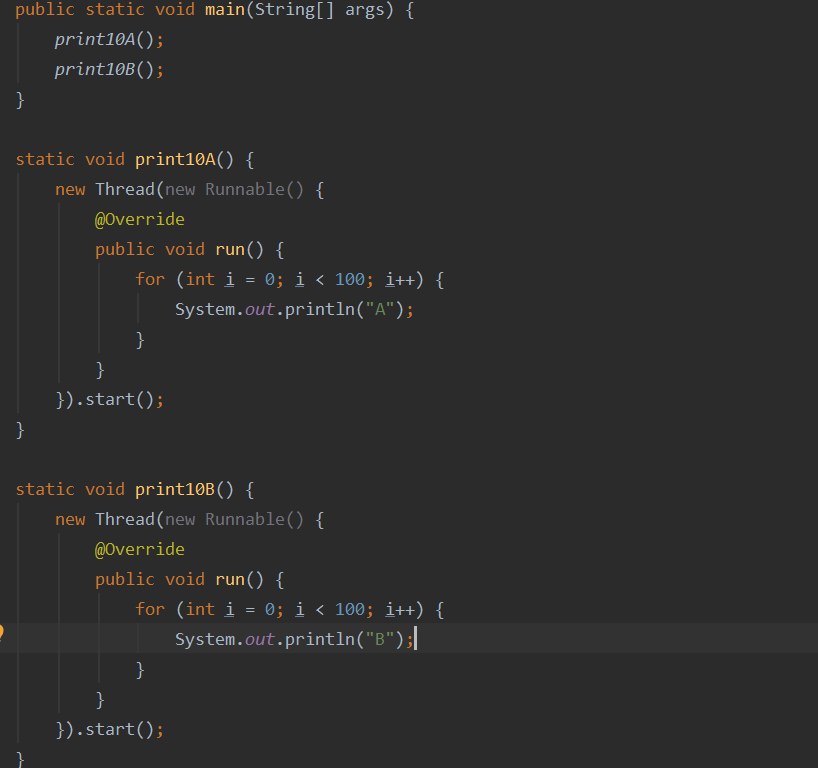 public static void main(String[] args) {
    print10A();
    print10B();
}

static void print10A() {
    new Thread(new Runnable() {
        @Override
        public void run() {
            for (int i = 0; i < 100; i++) {
                System.out.println("A");
            }
        }
    }).start();
}

static void print10B() {
    new Thread(new Runnable() {
        @Override
        public void run() {
            for (int i = 0; i < 100; i++) {
                System.out.println("B");
            }
        }
    }).start();
}